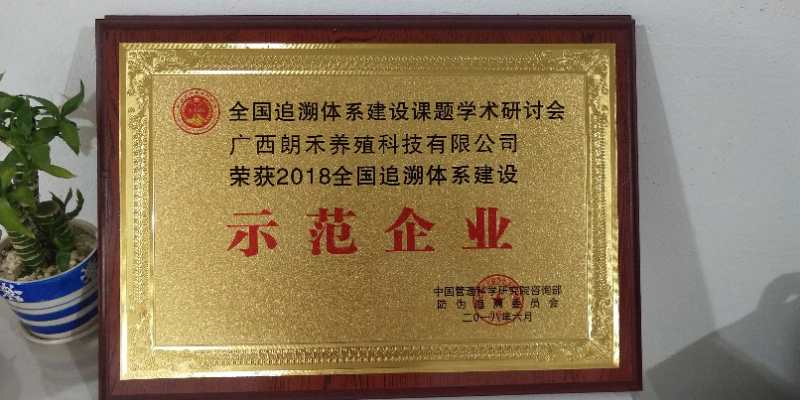 全国追溯体系建设课题学术研讨会
广西朗禾养殖科技有限公司
荣获2018全国追溯体系建设
示范企业
中国管理科学研究院咨询部
防伪追溯委员会
二〇一八年六月